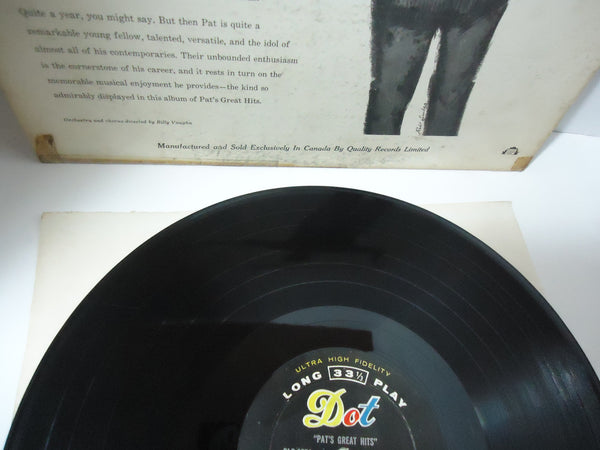 Quite a year, you might say. But then Pat is quite a
remarkable young fellow, talented, versatile, and the idol of
almost all of his contemporaries. Their unbounded enthusiasm
is the cornerstone of his career, and it rests in turn on the
memorable musical enjoyment he provides—the kind so
admirably displayed in this album of Pat's Great Hits.
Orchestra and chorus directed by Billy Vaughn
Manufactured and Sold Exclusively In Canada By Quality Records Limited
ULTRA HIGH FIDELITY
LONG 33 1/3 PLAY
Dot
"PAT'S GREAT HITS"